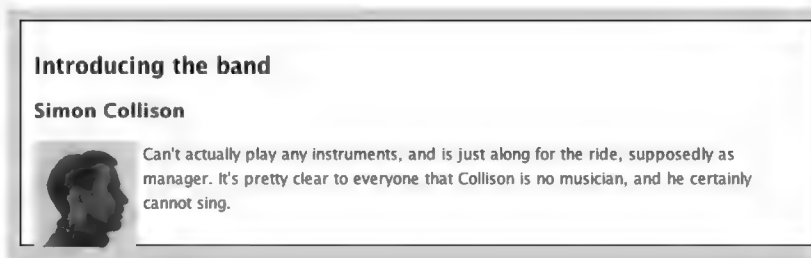 Introducing the band
Simon Collison
Can't actually play any instruments, and is just along for the ride, supposedly as
manager. It's pretty clear to everyone that Collison is no musician, and he certainly
cannot sing.